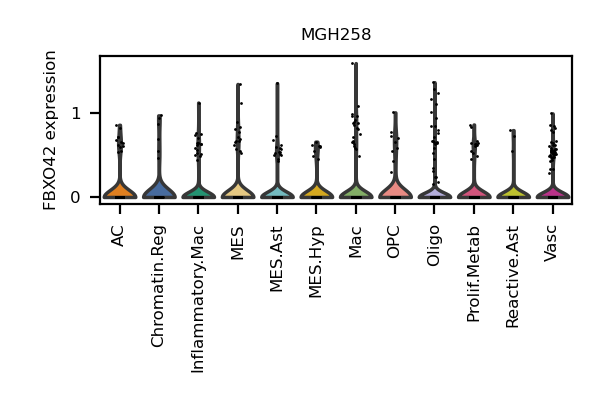 MGH258
FBXO42 expression
1
0
AC
Chromatin.Reg
Inflammatory.Mac
MES
MES.Ast
MES.Hyp
Mac
OPC
Oligo
Prolif.Metab
Reactive.Ast
Vasc